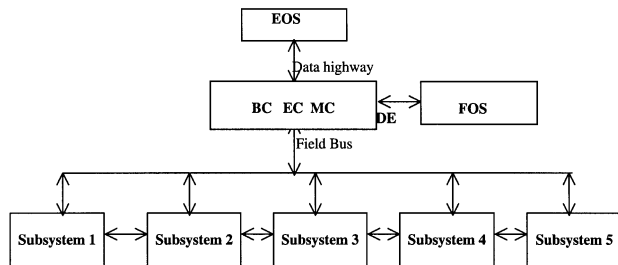 EOS
Data highway
BC EC MC
DE
FOS
Field Bus
Subsystem 1
Subsystem 2
Subsystem 3
Subsystem 4
Subsystem 5